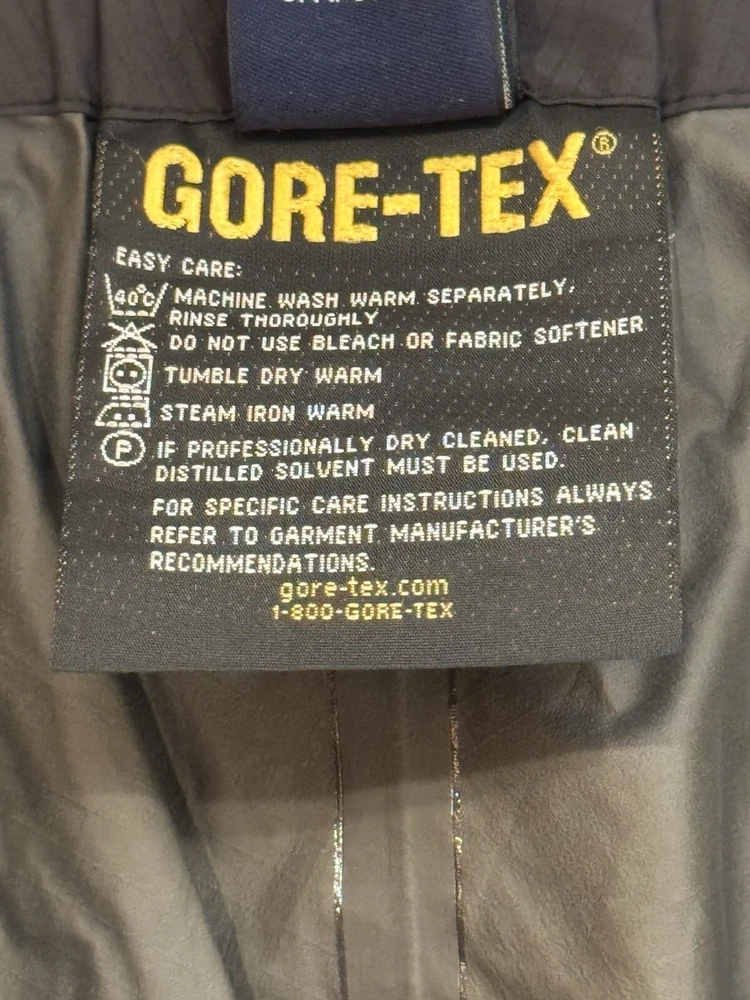 GORE-TEX®
EASY CARE:
40°C MACHINE WASH WARM SEPARATELY,
RINSE THOROUGHLY
DO NOT USE BLEACH OR FABRIC SOFTENER
TUMBLE DRY WARM
STEAM IRON WARM
P IF PROFESSIONALLY DRY CLEANED, CLEAN
DISTILLED SOLVENT MUST BE USED.
FOR SPECIFIC CARE INSTRUCTIONS ALWAYS
REFER TO GARMENT MANUFACTURER'S
RECOMMENDATIONS.
gore-tex.com
1-800-GORE-TEX